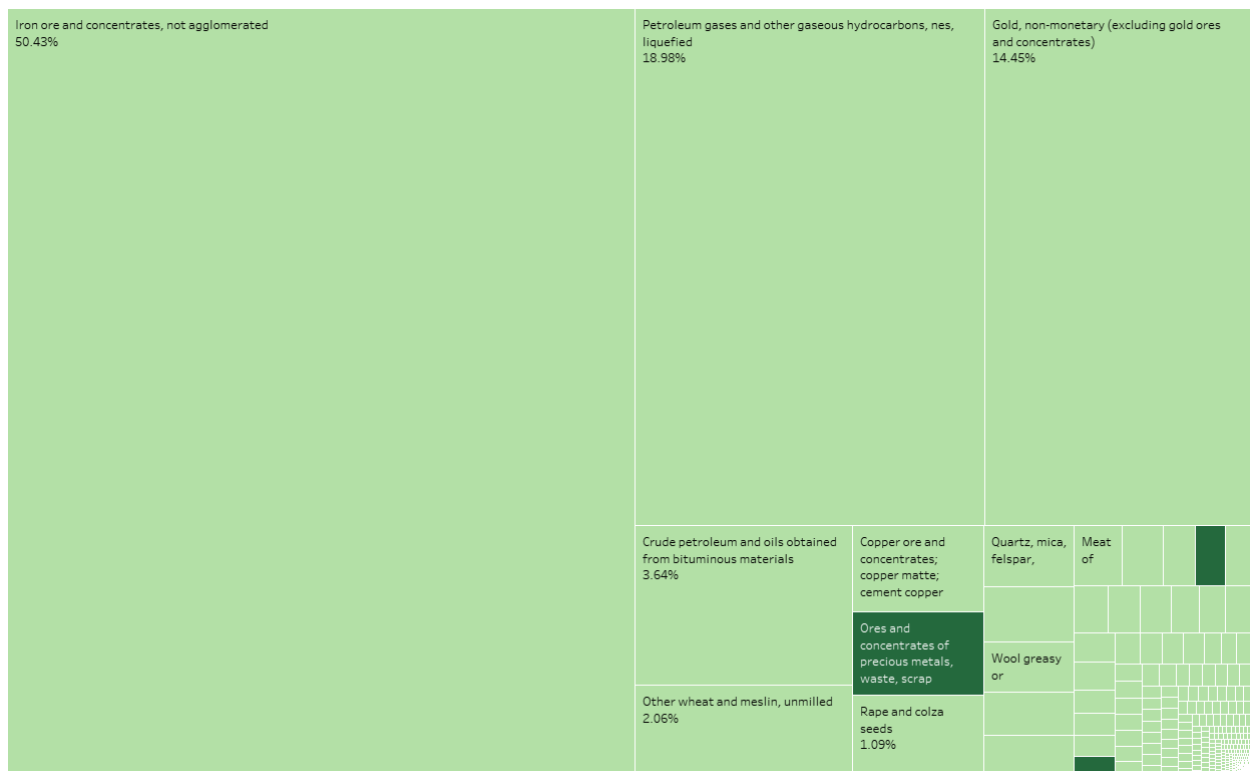 Iron ore and concentrates, not agglomerated
50.43%
Petroleum gases and other gaseous hydrocarbons, nes,
liquefied
18.98%
Gold, non-monetary (excluding gold ores
and concentrates)
14.45%
Crude petroleum and oils obtained
from bituminous materials
3.64%
Other wheat and meslin, unmilled
2.06%
Copper ore and
concentrates;
copper matte;
cement copper
Ores and
concentrates of
precious metals,
waste, scrap
Rape and colza
seeds
1.09%
Quartz, mica,
felspar,
Wool greasy
or
Meat
of